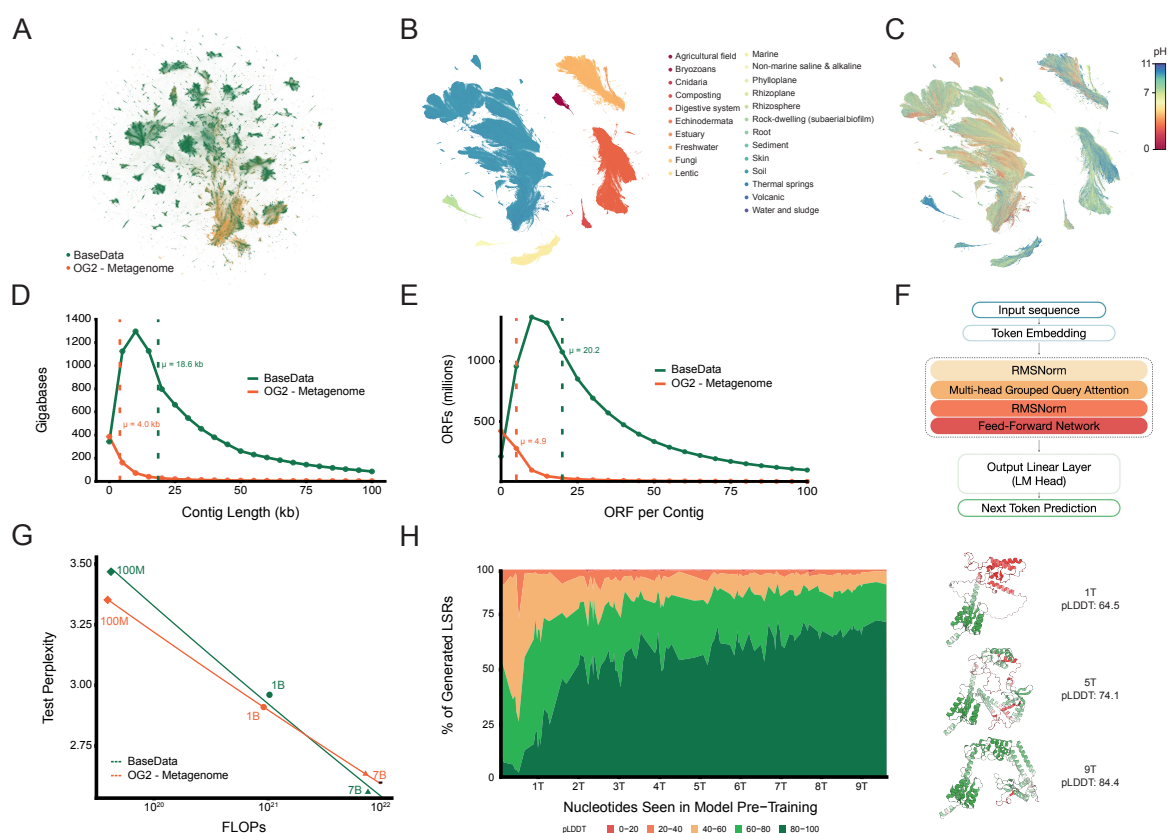 A
BaseData
OG2 - Metagenome
B
Agricultural field
Bryozoans
Cnidaria
Composting
Digestive system
Echinodermata
Estuary
Freshwater
Fungi
Lentic
Marine
Non-marine saline & alkaline
Phylloplane
Rhizoplane
Rhizosphere
Rock-dwelling (subaerial biofilm)
Root
Sediment
Skin
Soil
Thermal springs
Volcanic
Water and sludge
C
pH
11
7
0
D
Gigabases
1400
1200
1000
800
600
400
200
0
μ = 18.6 kb
μ = 4.0 kb
BaseData
OG2 - Metagenome
0
25
50
75
100
Contig Length (kb)
E
ORFs (millions)
1000
500
μ = 20.2
μ = 4.9
BaseData
OG2 - Metagenome
0
25
50
75
100
ORF per Contig
F
Input sequence
Token Embedding
RMSNorm
Multi-head Grouped Query Attention
RMSNorm
Feed-Forward Network
Output Linear Layer
(LM Head)
Next Token Prediction
G
Test Perplexity
3.50
3.25
3.00
2.75
100M
100M
1B
1B
7B
7B
BaseData
OG2 - Metagenome
10²⁰
10²¹
10²²
FLOPs
H
% of Generated LSRs
100
75
50
25
0
1T
2T
3T
4T
5T
6T
7T
8T
9T
Nucleotides Seen in Model Pre-Training
pLDDT
0-20
20-40
40-60
60-80
80-100
1T
pLDDT: 64.5
5T
pLDDT: 74.1
9T
pLDDT: 84.4